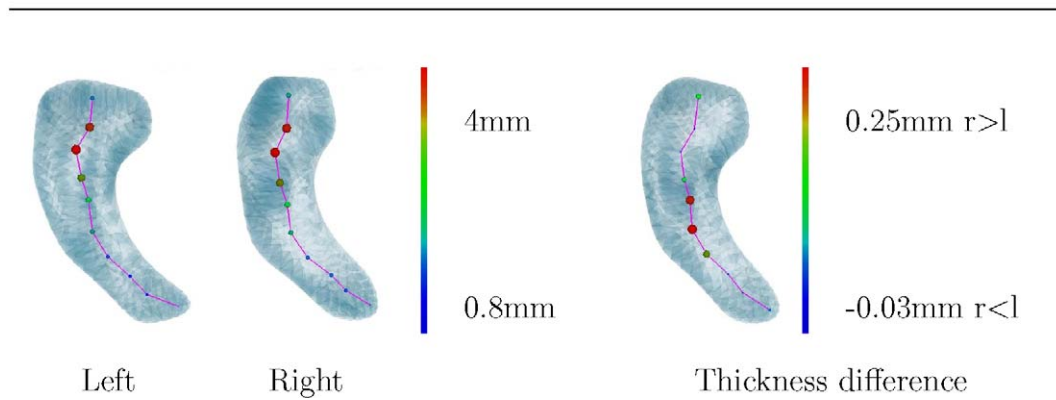 4mm
0.25mm r>l
0.8mm
-0.03mm r<l
Left
Right
Thickness difference